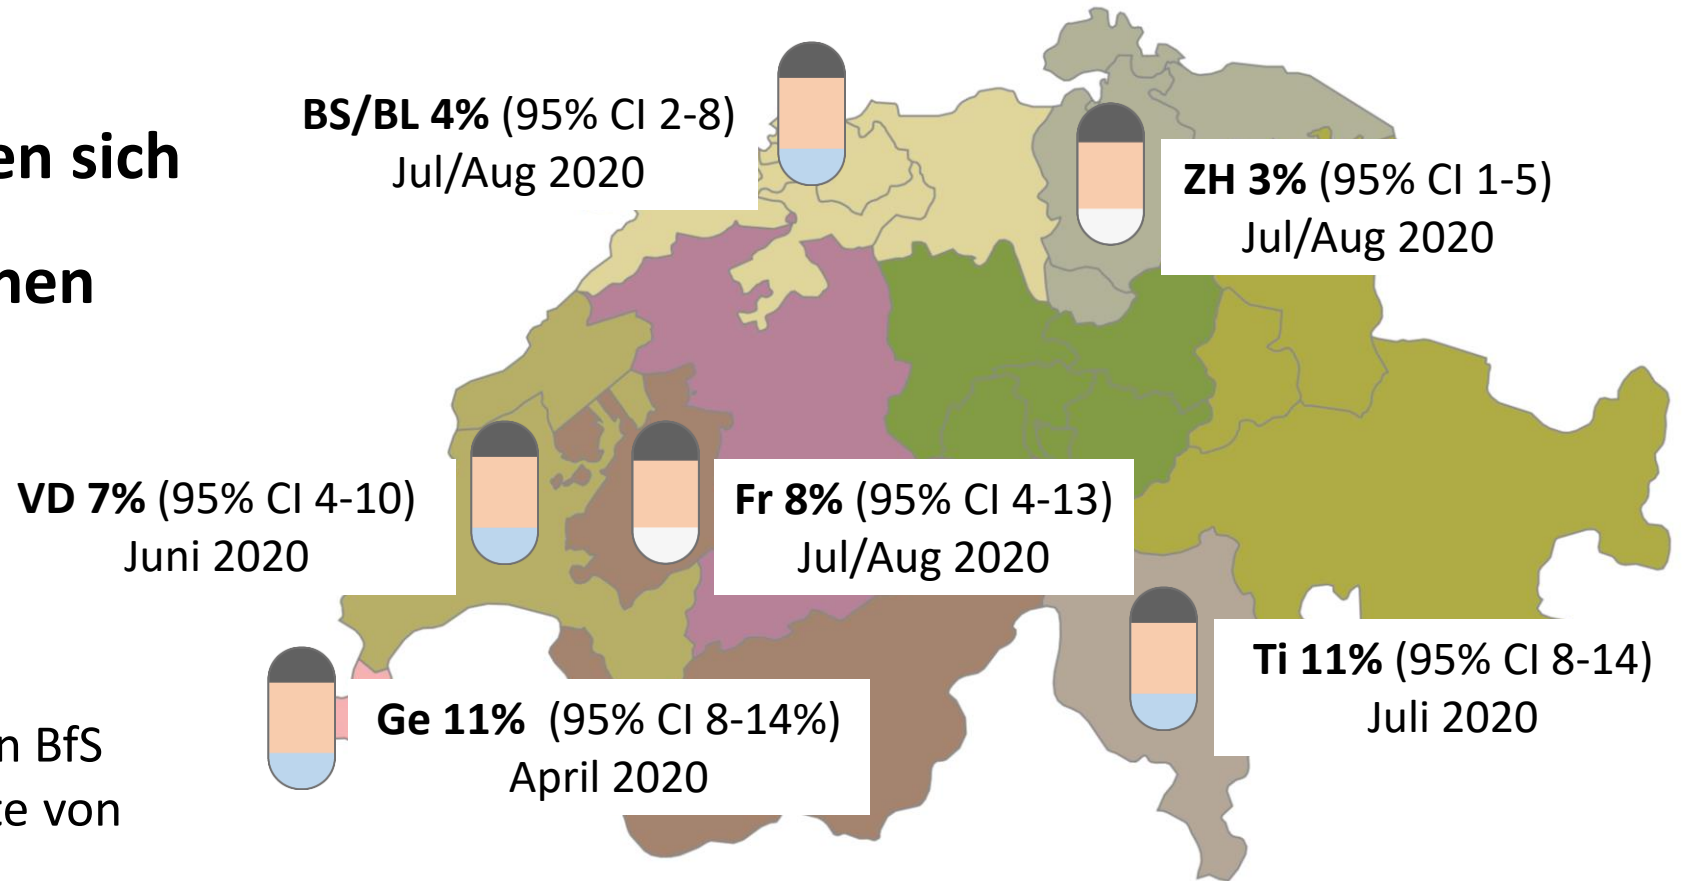 en sich
nen
n BfS
te von
BS/BL 4% (95% CI 2-8)
Jul/Aug 2020
ZH 3% (95% CI 1-5)
Jul/Aug 2020
VD 7% (95% CI 4-10)
Juni 2020
Fr 8% (95% CI 4-13)
Jul/Aug 2020
Ti 11% (95% CI 8-14)
Juli 2020
Ge 11%  (95% CI 8-14%)
April 2020